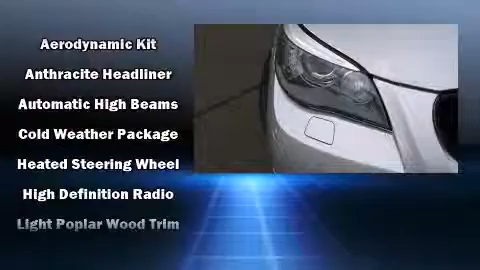 Aerodynamic Kit
Anthracite Headliner
Automatic High Beams
Cold Weather Package
Heated Steering Wheel
High Definition Radio
Light Poplar Wood Trim